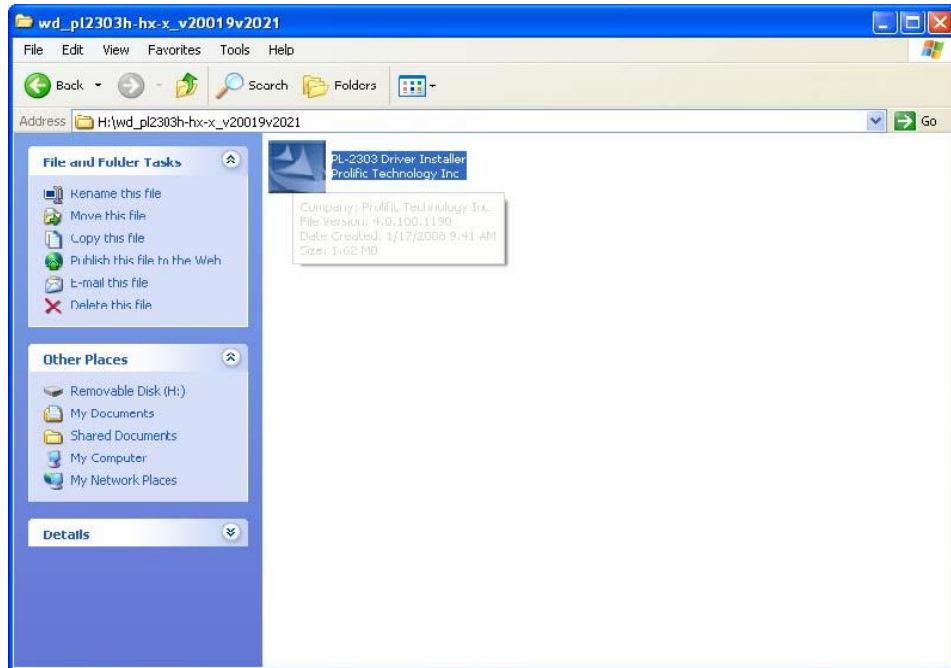 wd_pl2303h-hx-x_v20019v2021
File Edit View Favorites Tools Help
Back Search Folders
Address H:\wd_pl2303h-hx-x_v20019v2021 Go
File and Folder Tasks
Rename this file
Move this file
Copy this file
Publish this file to the Web
E-mail this file
Delete this file
Other Places
Removable Disk (H:)
My Documents
Shared Documents
My Computer
My Network Places
Details
PL-2303 Driver Installer
Prolific Technology Inc
Company: Prolific Technology Inc.
File Version: 4.0.100.1190
Date Created: 1/17/2008 9:41 AM
Size: 1.62 MB